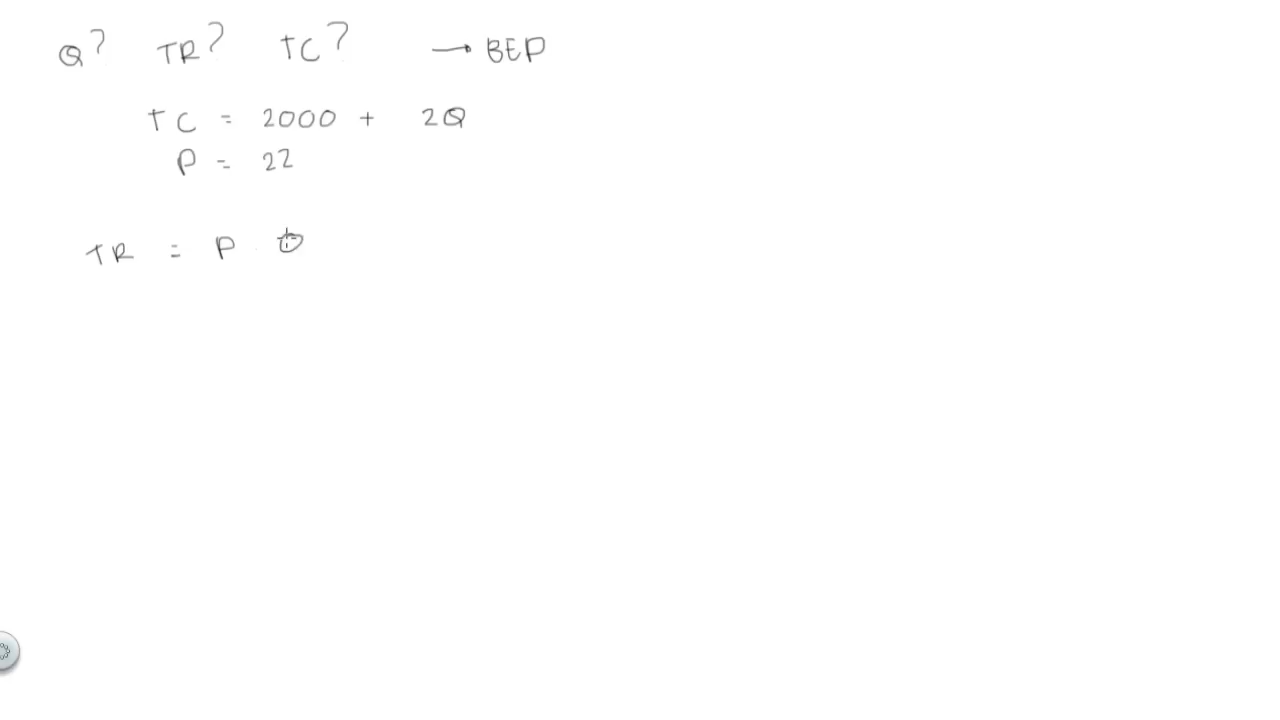 Q? TR? TC? → BEP
TC = 2000 + 2Q
P = 22
TR = P